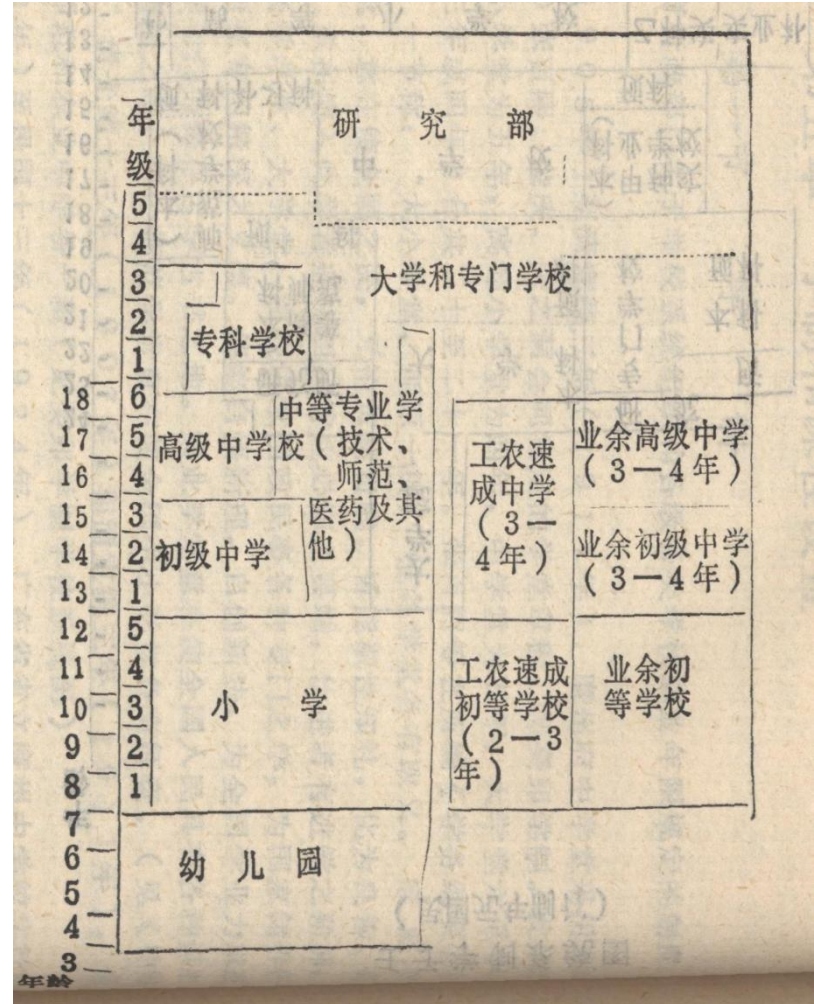 年级
研究部
5
4
3
2
1
6
5
4
3
2
1
5
4
3
2
1
大学和专门学校
专科学校
高级中学
中等专业学
校（技术、
师范、
医药及其
他）
初级中学
小学
幼儿园
工农速
成中学
（3—
4年）
业余高级中学
（3—4年）
业余初级中学
（3—4年）
工农速成
初等学校
（2—3
年）
业余初
等学校
18
17
16
15
14
13
12
11
10
9
8
7
6
5
4
3
年龄